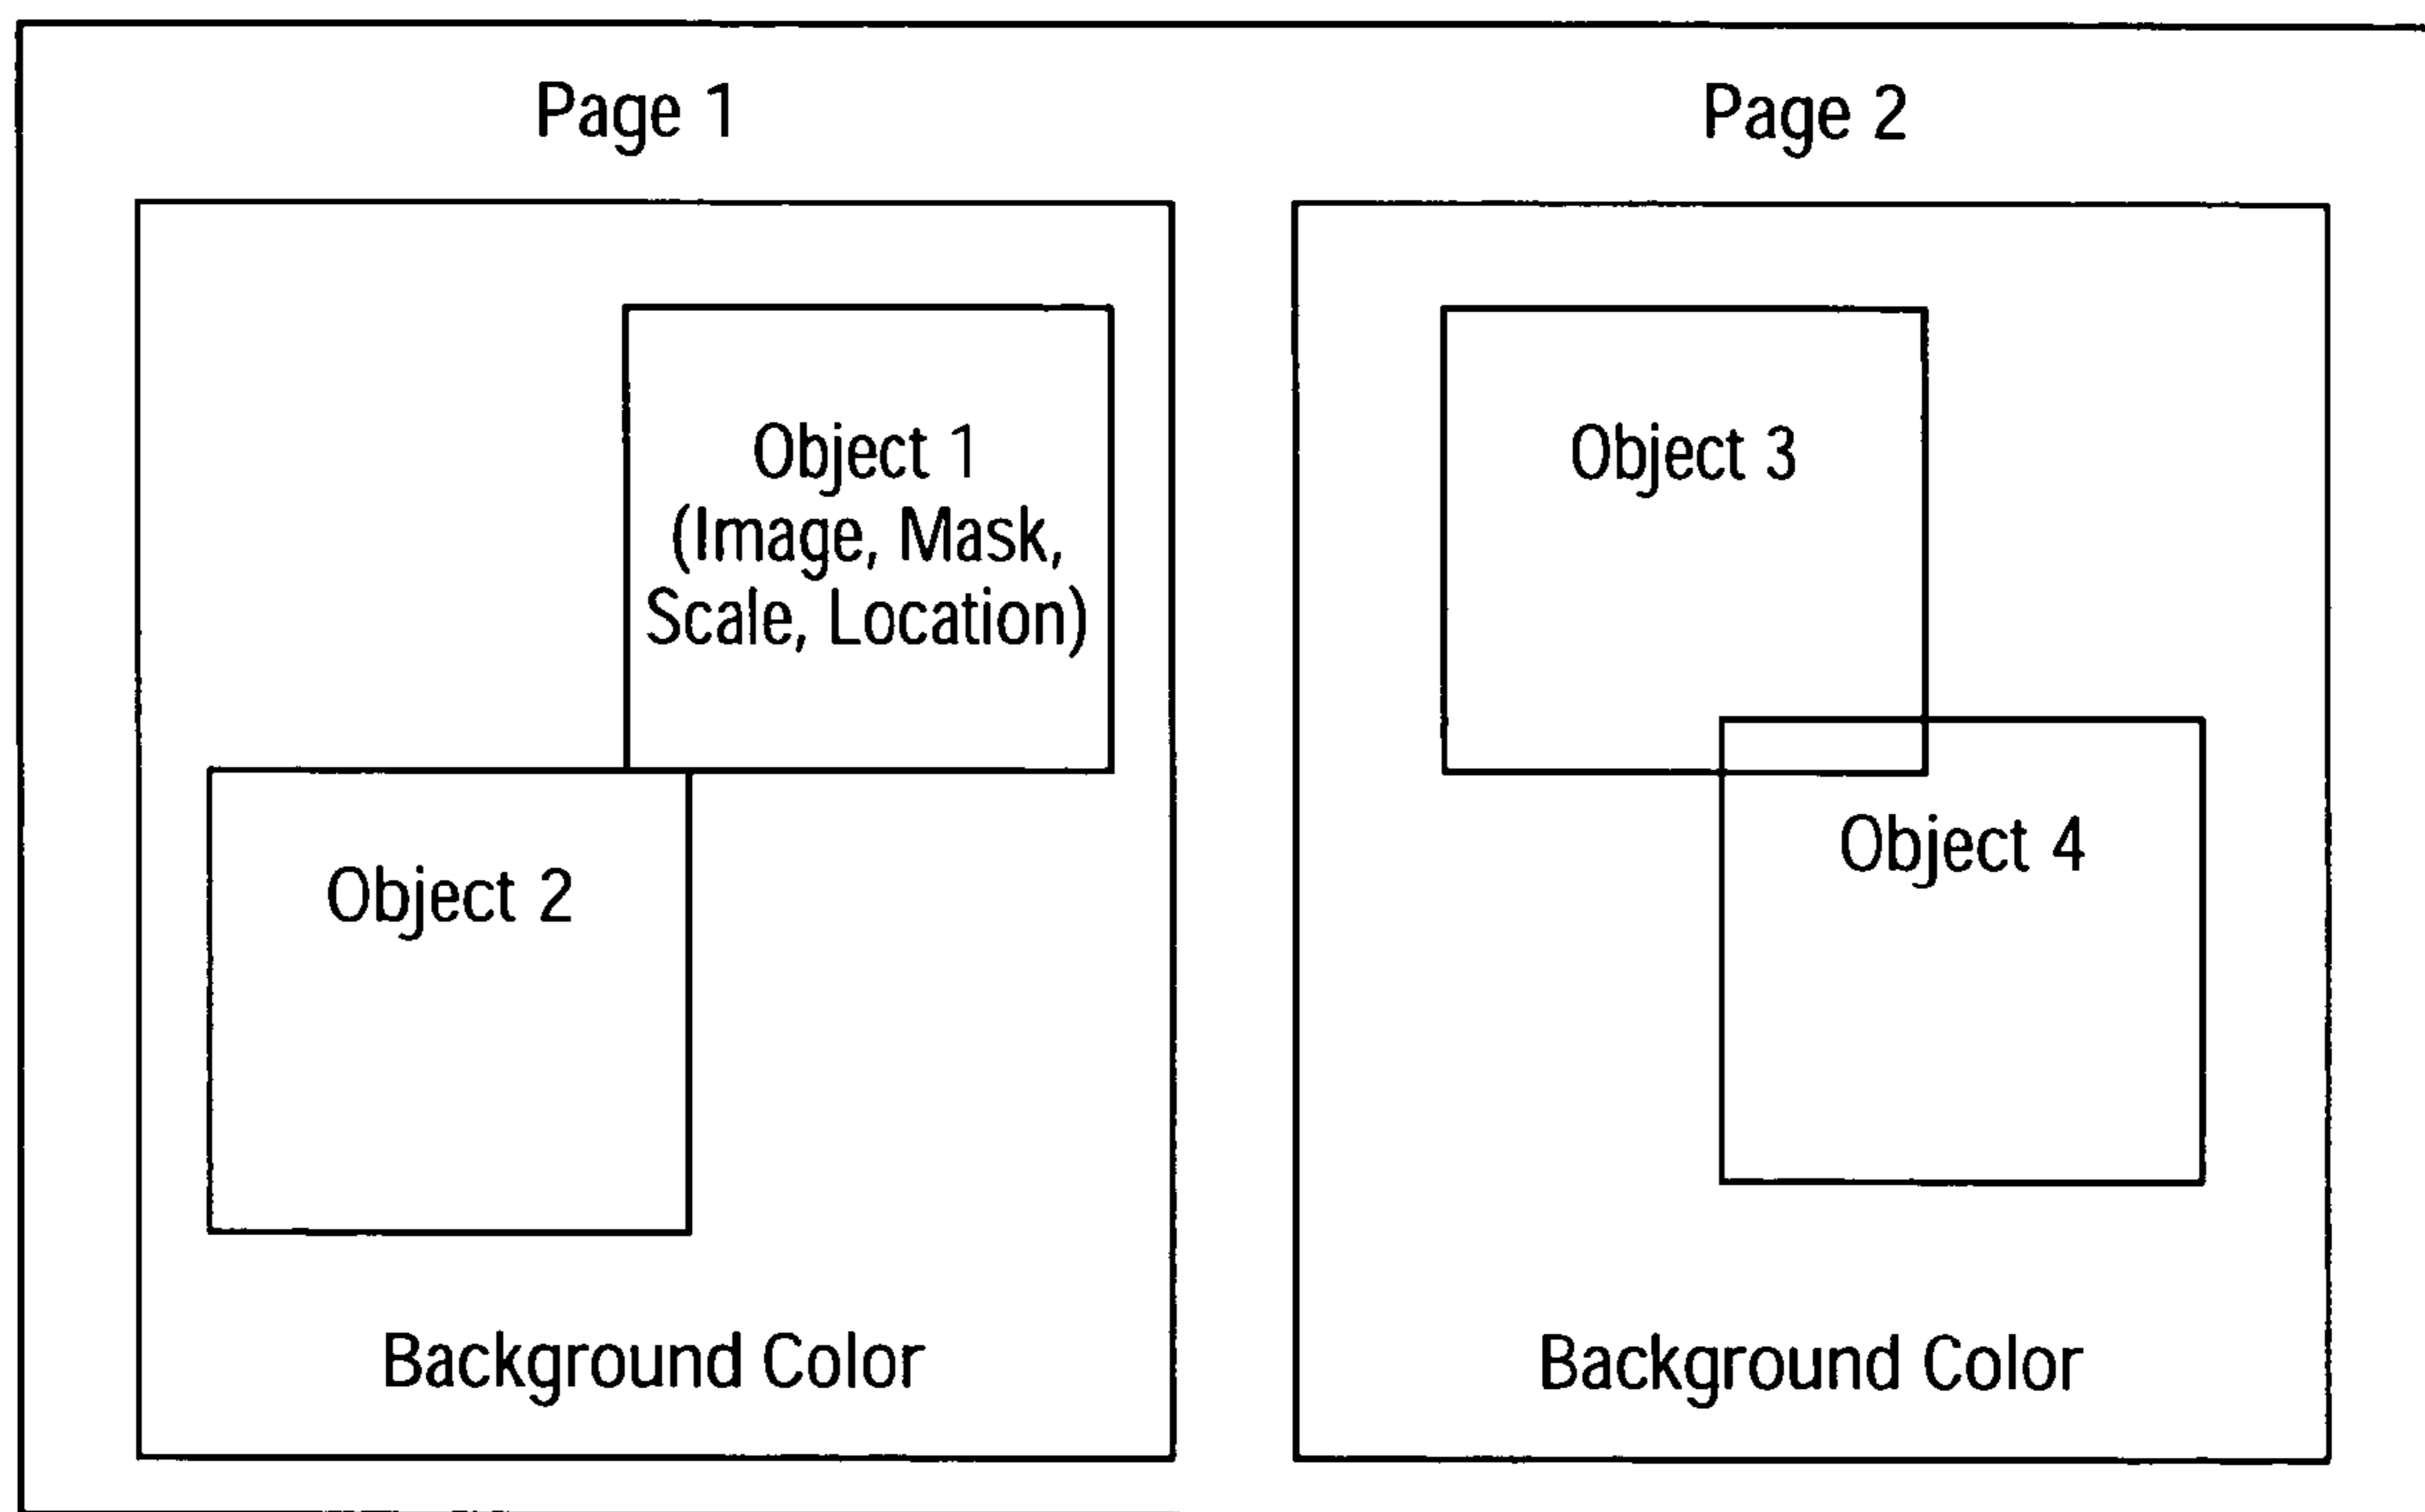 Page 1
Object 1
(Image, Mask,
Scale, Location)
Object 2
Background Color
Page 2
Object 3
Object 4
Background Color